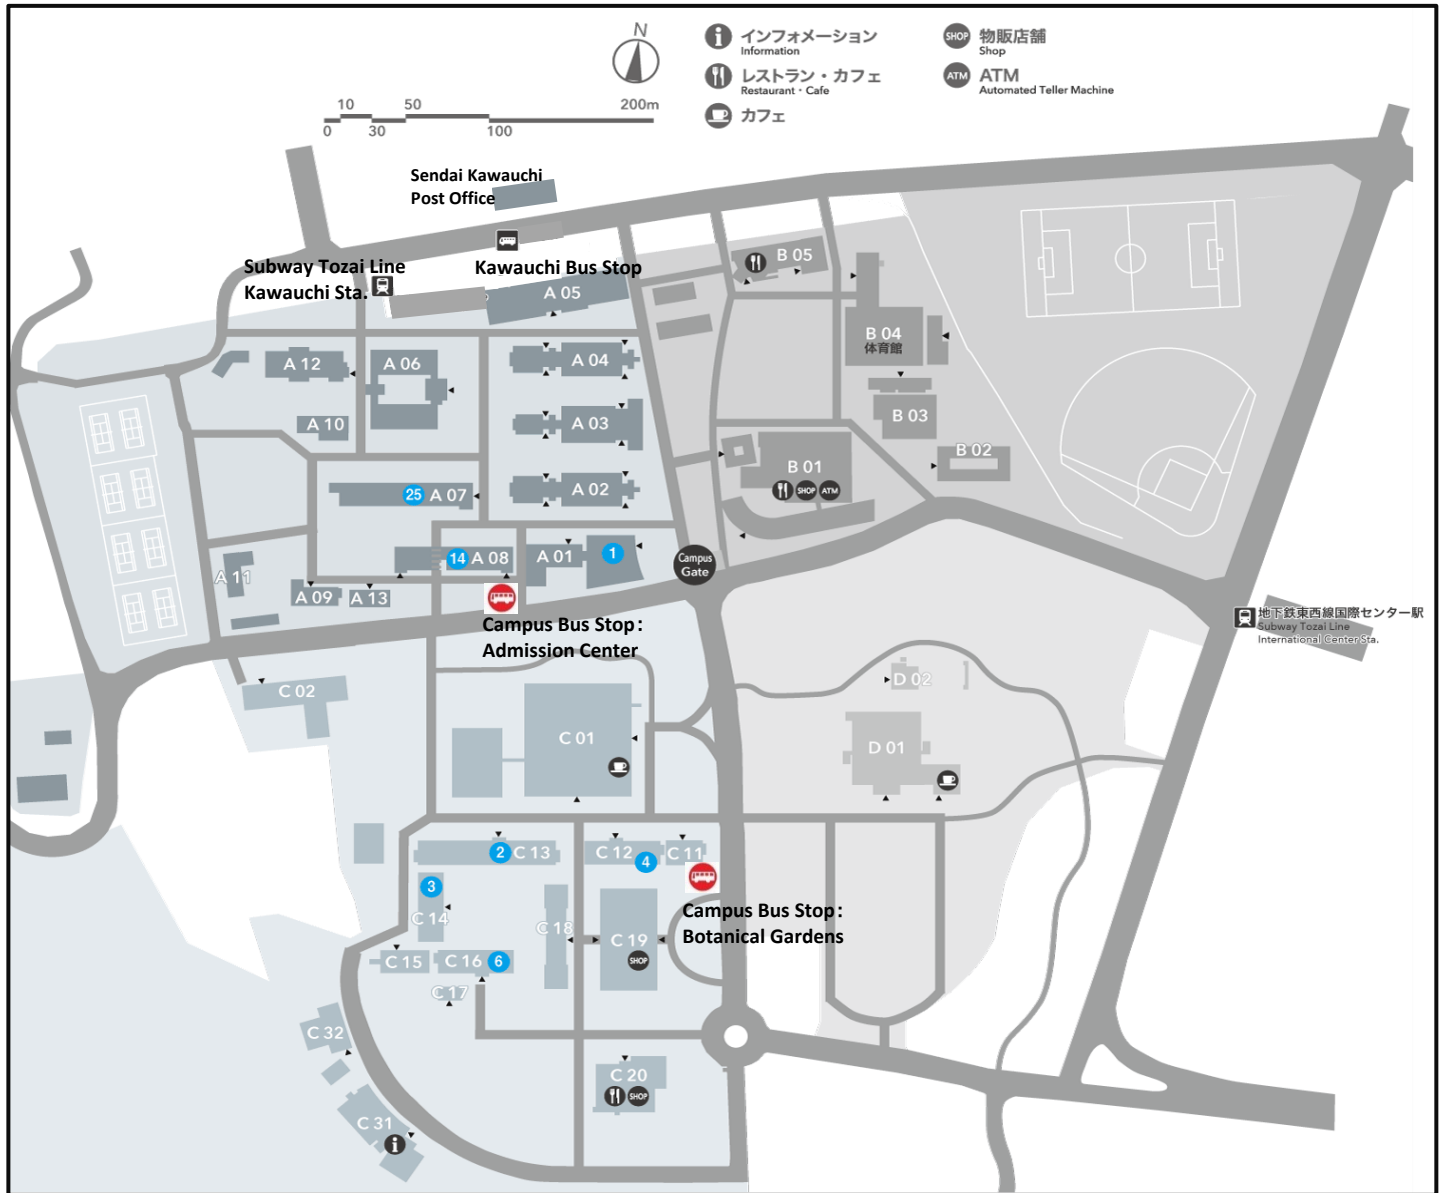 N
インフォメーション
Information
物販店舗
Shop
SHOP
レストラン・カフェ
Restaurant・Cafe
ATM
ATM
Automated Teller Machine
カフェ
10
50
200m
0
30
100
Sendai Kawauchi
Post Office
Subway Tozai Line
Kawauchi Sta.
Kawauchi Bus Stop
A 05
B 05
B 04
体育館
A 12
A 06
A 04
A 10
A 03
B 03
B 02
B 01
SHOP
ATM
25
A 07
A 02
14
A 08
A 01
1
Campus
Gate
A 11
A 09
A 13
Campus Bus Stop:
Admission Center
地下鉄東西線国際センター駅
Subway Tozai Line
International Center Sta.
C 02
D 02
C 01
D 01
2
C 13
C 12
4
C 11
3
C 14
Campus Bus Stop:
Botanical Gardens
C 18
C 19
SHOP
C 15
C 16
6
C 17
C 32
C 20
SHOP
C 31